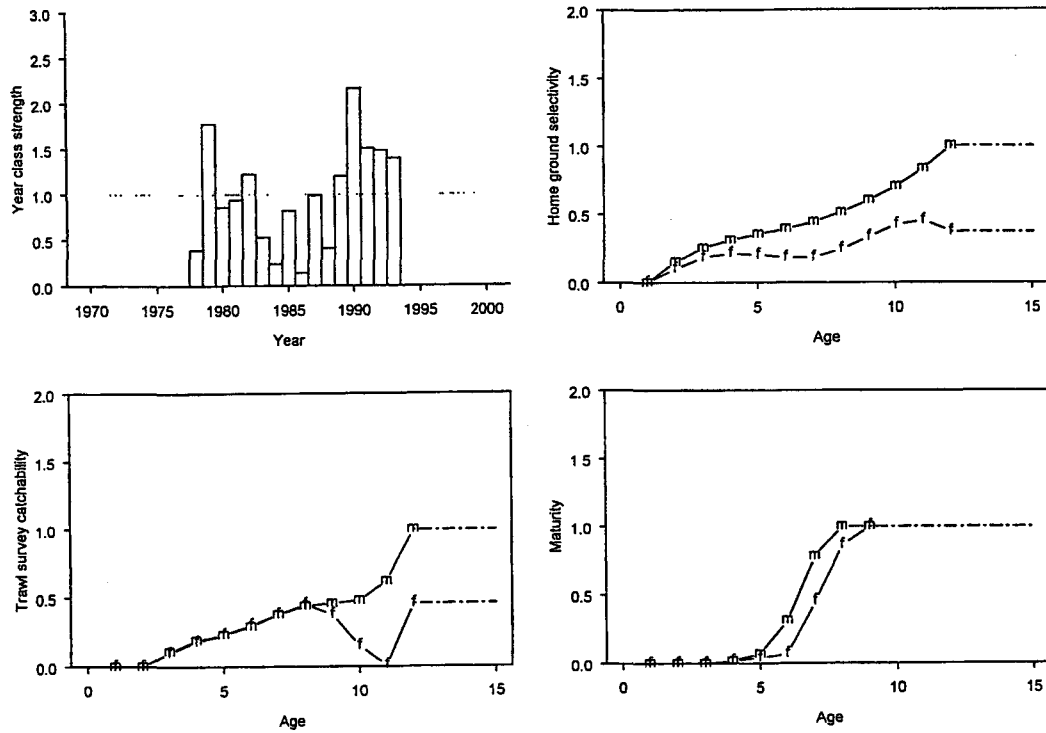 3.0
2.5
2.0
1.5
1.0
0.5
0.0
Year class strength
1970 1975 1980 1985 1990 1995 2000
Year
2.0
1.5
1.0
0.5
0.0
Home ground selectivity
m m m m m m m m m m m m
f f f f f f f f f f f f
0 5 10 15
Age
2.0
1.5
1.0
0.5
0.0
Trawl survey catchability
m m m m m m m m m m m m
f f f f f f f f f f f f
0 5 10 15
Age
2.0
1.5
1.0
0.5
0.0
Maturity
m m m m m m m m m
f f f f f f f f f
0 5 10 15
Age